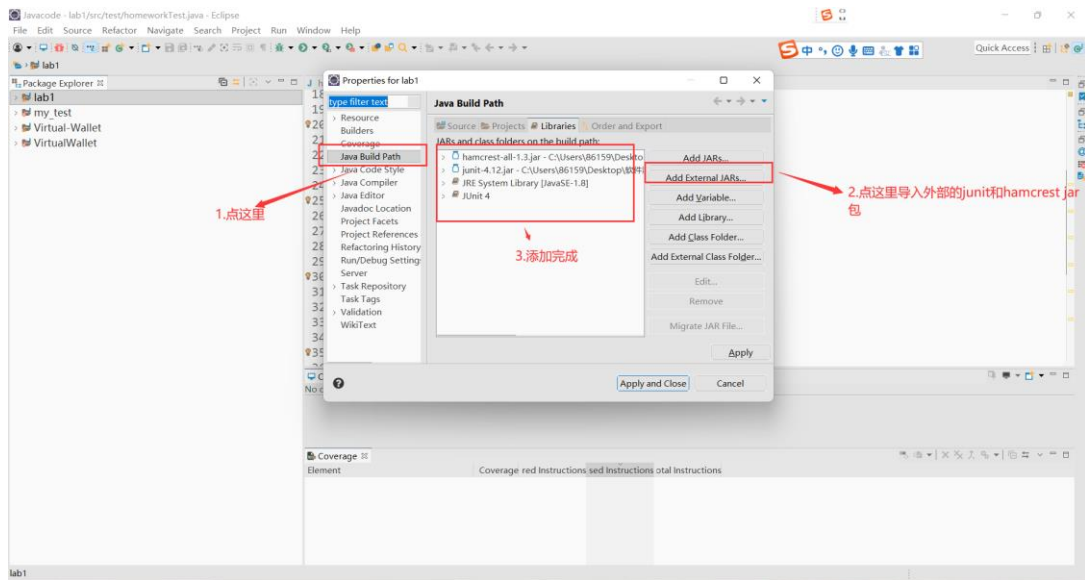 Javacode - lab1/src/test/homeworkTest.java - Eclipse
File Edit Source Refactor Navigate Search Project Run Window Help
Quick Access
lab1
Package Explorer
lab1
my_test
Virtual-Wallet
VirtualWallet
Properties for lab1
type filter text
Resource
Builders
Coverage
Java Build Path
Java Code Style
Java Compiler
Java Editor
Javadoc Location
Project Facets
Project References
Refactoring History
Run/Debug Setting
Server
Task Repository
Task Tags
Validation
WikiText
Java Build Path
Source Projects Libraries Order and Export
JARs and class folders on the build path:
hamcrest-all-1.3.jar - C:\Users\86159\Deskto
junit-4.12.jar - C:\Users\86159\Desktop\软件
JRE System Library [JavaSE-1.8]
JUnit 4
Add JARs...
Add External JARs...
Add Variable...
Add Library...
Add Class Folder...
Add External Class Folder...
Edit...
Remove
Migrate JAR File...
Apply
Apply and Close
Cancel
1.点这里
2.点这里导入外部的junit和hamcrest jar
包
3.添加完成
中
Coverage
Element Coverage red Instructions sed Instructions otal Instructions
lab1